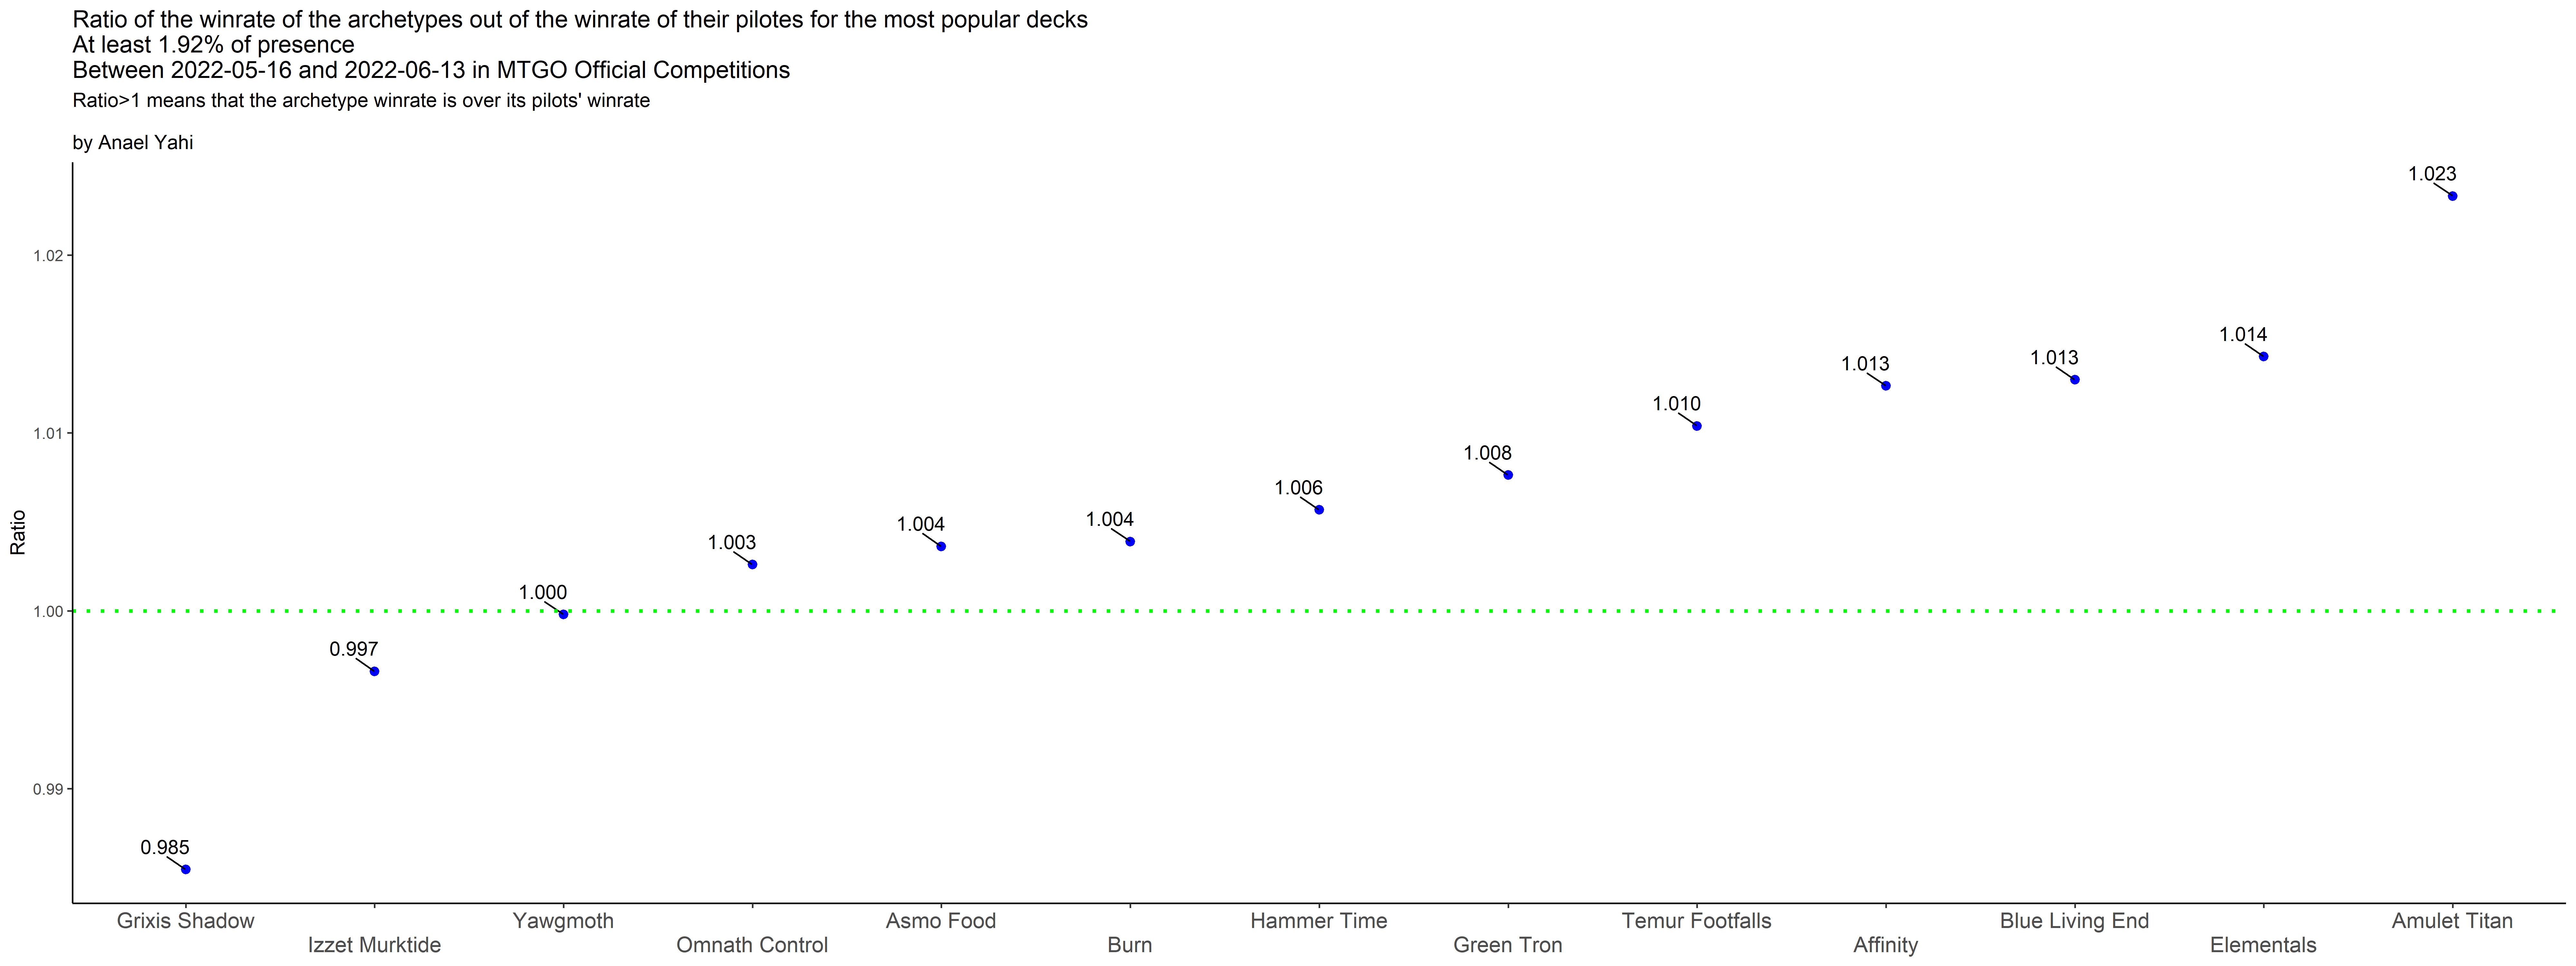 Ratio of the winrate of the archetypes out of the winrate of their pilotes for the most popular decks
At least 1.92% of presence
Between 2022-05-16 and 2022-06-13 in MTGO Official Competitions
Ratio>1 means that the archetype winrate is over its pilots' winrate
by Anael Yahi
1.023
1.02
1.014
1.013
1.013
1.010
1.01
1.008
1.006
1.004
1.004
1.003
1.000
1.00
0.997
0.99
0.985
Ratio
Grixis Shadow
Izzet Murktide
Yawgmoth
Omnath Control
Asmo Food
Burn
Hammer Time
Green Tron
Temur Footfalls
Affinity
Blue Living End
Elementals
Amulet Titan